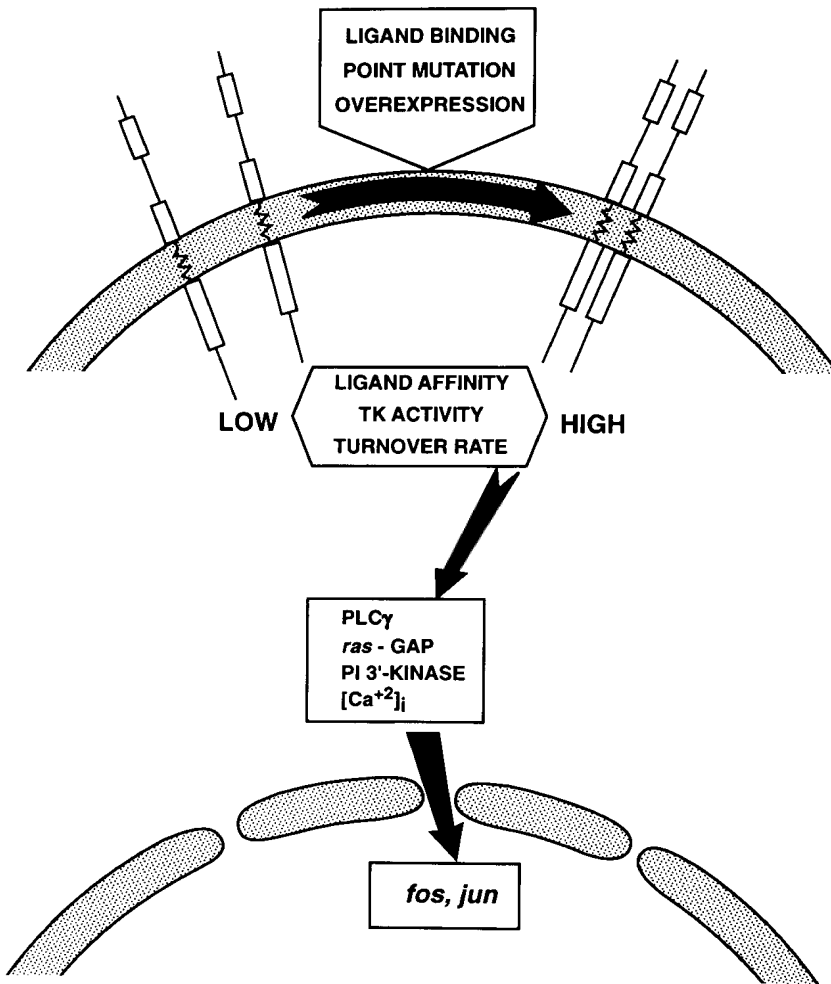 LIGAND BINDING
POINT MUTATION
OVEREXPRESSION
LOW
LIGAND AFFINITY
TK ACTIVITY
TURNOVER RATE
HIGH
PLCγ
ras - GAP
PI 3'-KINASE
[Ca+2]i
fos, jun